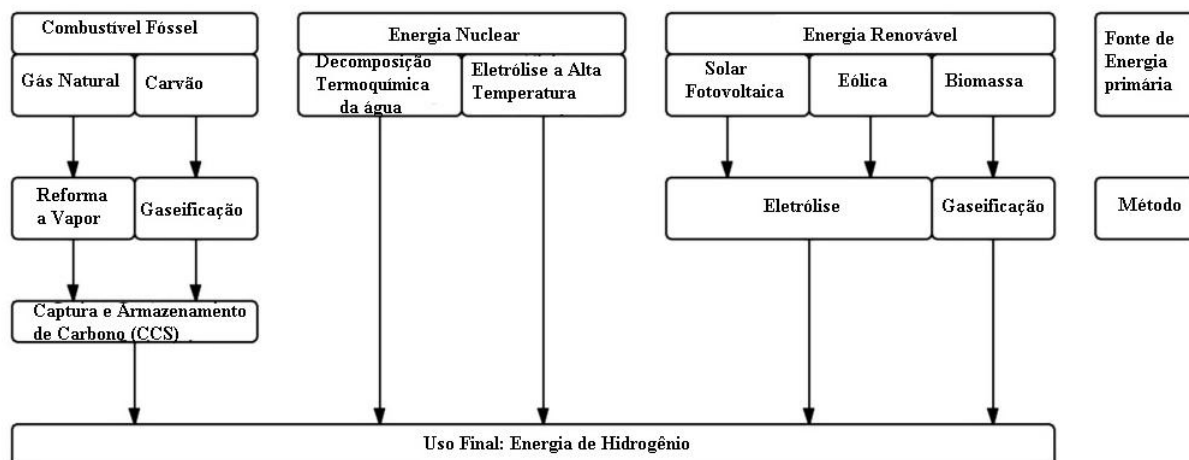 Combustível Fóssel
Energia Nuclear
Energia Renovável
Fonte de
Energia
primária
Gás Natural
Carvão
Decomposição
Termoquímica
da água
Eletrólise a Alta
Temperatura
Solar
Fotovoltaica
Eólica
Biomassa
Reforma
a Vapor
Gaseificação
Eletrólise
Gaseificação
Método
Captura e Armazenamento
de Carbono (CCS)
Uso Final: Energia de Hidrogênio